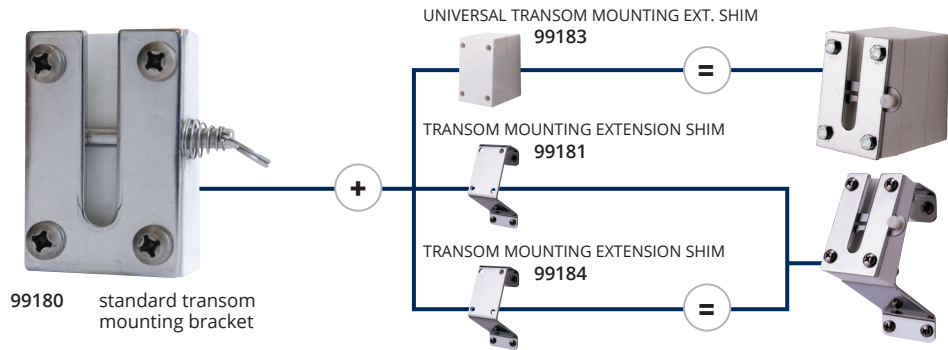 UNIVERSAL TRANSOM MOUNTING EXT. SHIM
99183
=
TRANSOM MOUNTING EXTENSION SHIM
99181
+
TRANSOM MOUNTING EXTENSION SHIM
99184
=
99180 standard transom
mounting bracket